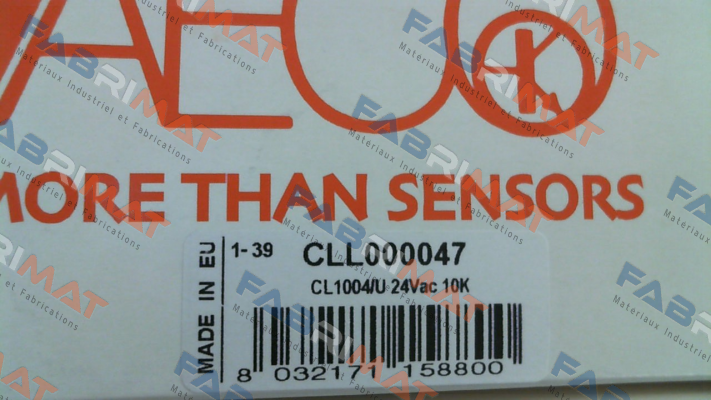 AECO
MORE THAN SENSORS
MADE IN EU
1-39
CLL000047
CL1004/U 24Vac 10K
8 032171 158800
FABRIMAT
Materiaux Industriel et Fabrications